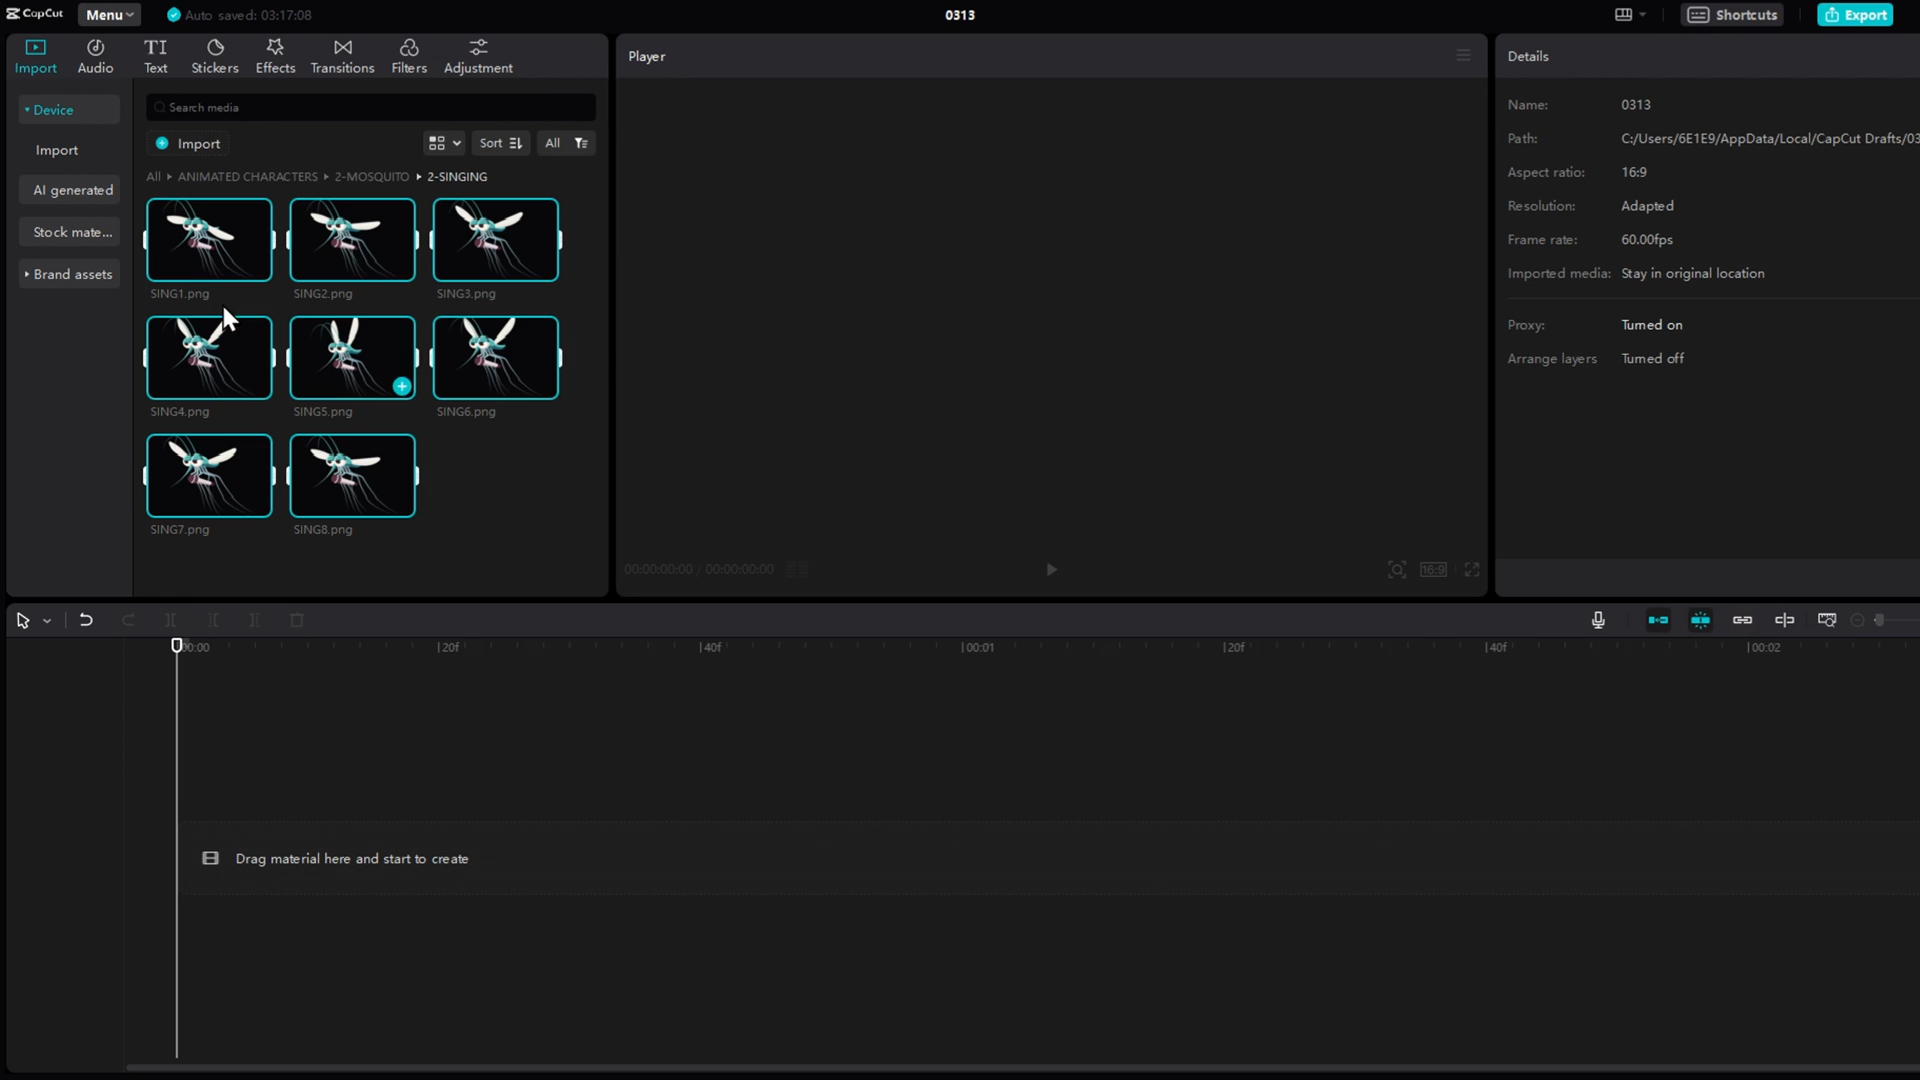 CapCut Menu Auto saved: 03:17:08 0313 Shortcuts Export
Import Audio Text Stickers Effects Transitions Filters Adjustment
TI
Device
Import
AI generated
Stock mate...
Brand assets
Search media
Import Sort All
All ANIMATED CHARACTERS 2-MOSQUITO 2-SINGING
SING1.png SING2.png SING3.png
SING4.png SING5.png SING6.png
SING7.png SING8.png
Player
00:00:00:00 / 00:00:00:00
16:9
Details
Name: 0313
Path: C:/Users/6E1E9/AppData/Local/CapCut Drafts/03
Aspect ratio: 16:9
Resolution: Adapted
Frame rate: 60.00fps
Imported media: Stay in original location
Proxy: Turned on
Arrange layers Turned off
00:00 20f 40f 00:01 20f 40f 00:02
Drag material here and start to create